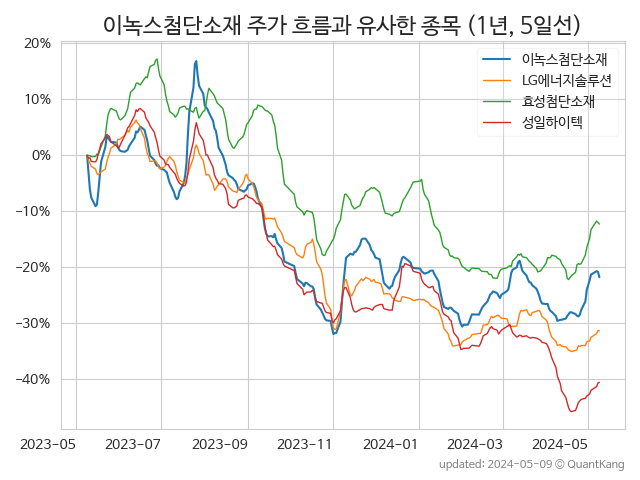 이녹스첨단소재 주가 흐름과 유사한 종목 (1년, 5일선)
이녹스첨단소재
LG에너지솔루션
효성첨단소재
성일하이텍
20%
10%
0%
−10%
−20%
−30%
−40%
2023-05
2023-07
2023-09
2023-11
2024-01
2024-03
2024-05
updated: 2024-05-09 ⓒ QuantKang